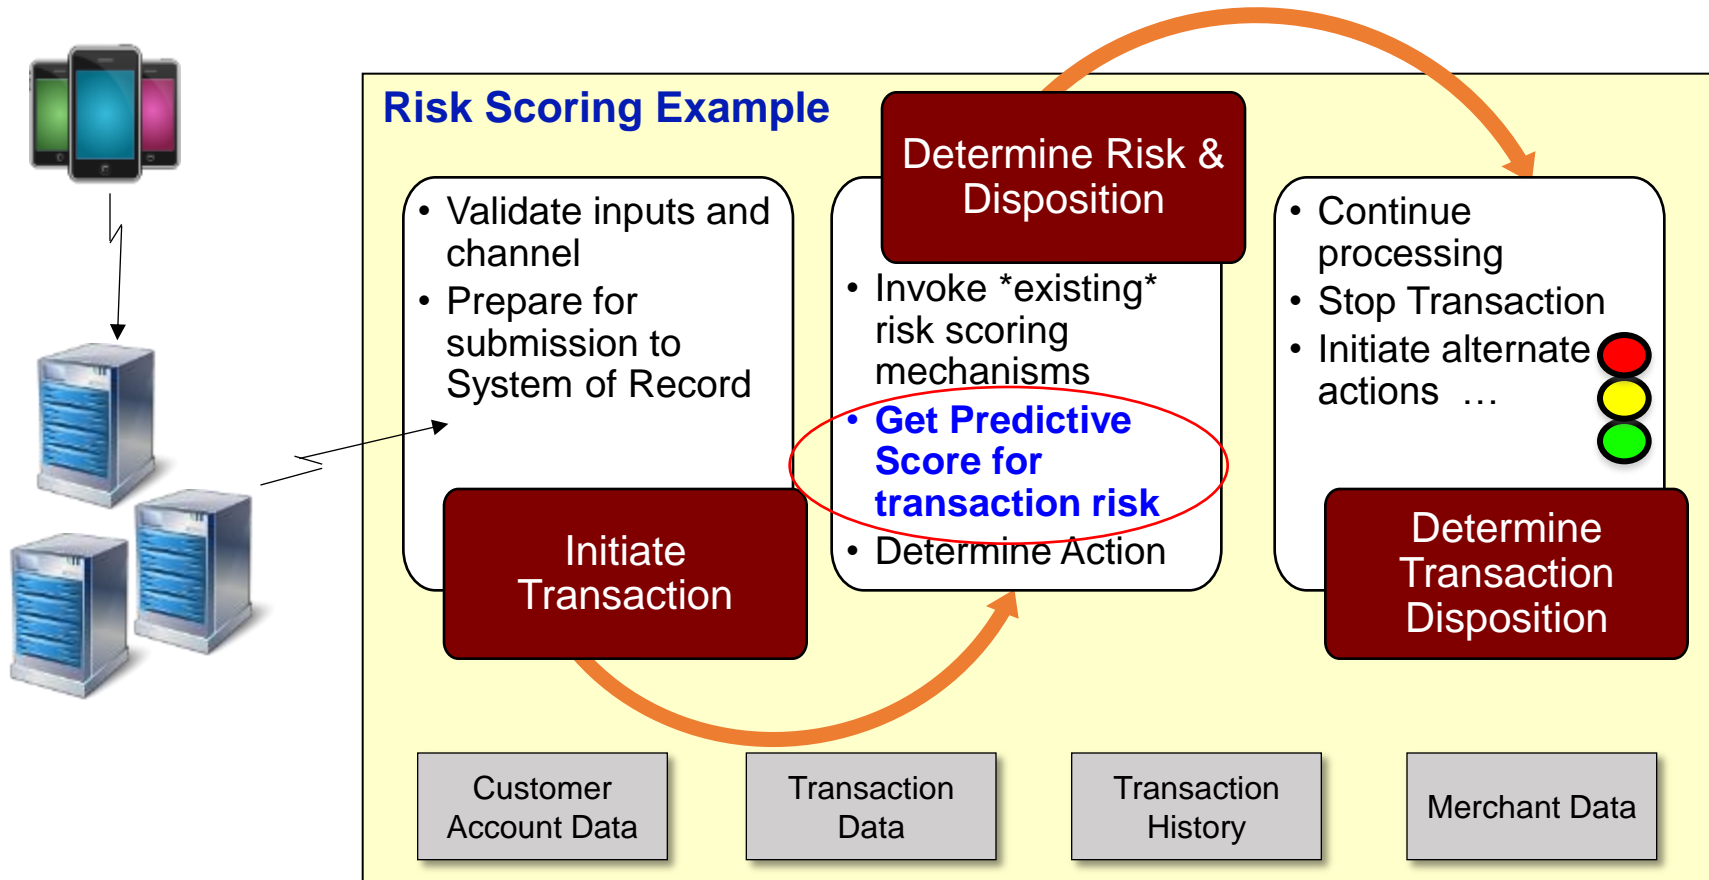 Risk Scoring Example
• Validate inputs and
channel
• Prepare for
submission to
System of Record
Initiate
Transaction
Determine Risk &
Disposition
• Invoke *existing*
risk scoring
mechanisms
• Get Predictive
Score for
transaction risk
• Determine Action
• Continue
processing
• Stop Transaction
• Initiate alternate
actions …
Determine
Transaction
Disposition
Customer
Account Data
Transaction
Data
Transaction
History
Merchant Data